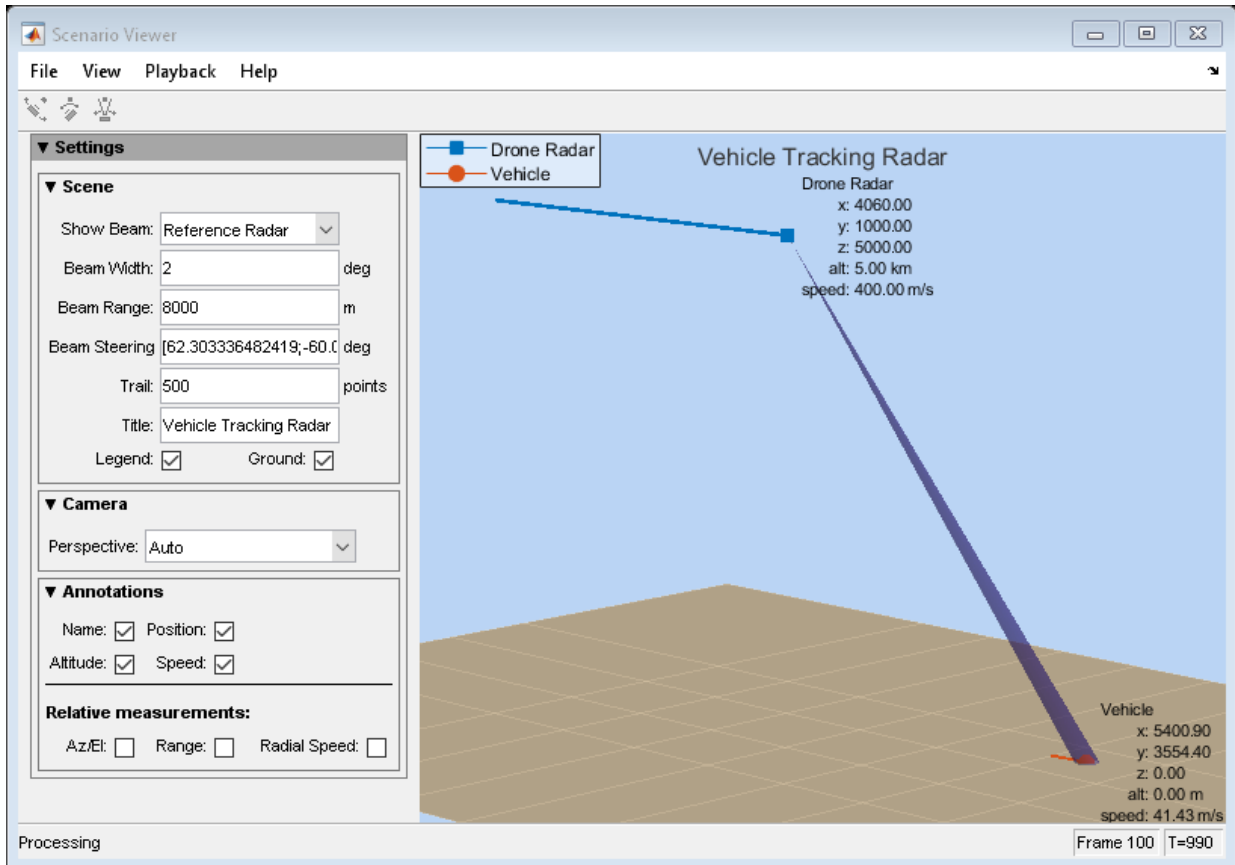 Scenario Viewer
File View Playback Help
▼ Settings
▼ Scene
Show Beam: Reference Radar
Beam Width: 2 deg
Beam Range: 8000 m
Beam Steering [62.303336482419;-60.0 deg
Trail: 500 points
Title: Vehicle Tracking Radar
Legend: Ground:
▼ Camera
Perspective: Auto
▼ Annotations
Name: Position:
Altitude: Speed:
Relative measurements:
Az/El: Range: Radial Speed:
Drone Radar
Vehicle
Vehicle Tracking Radar
Drone Radar
x: 4060.00
y: 1000.00
z: 5000.00
alt: 5.00 km
speed: 400.00 m/s
Vehicle
x: 5400.90
y: 3554.40
z: 0.00
alt: 0.00 m
speed: 41.43 m/s
Processing
Frame 100 T=990